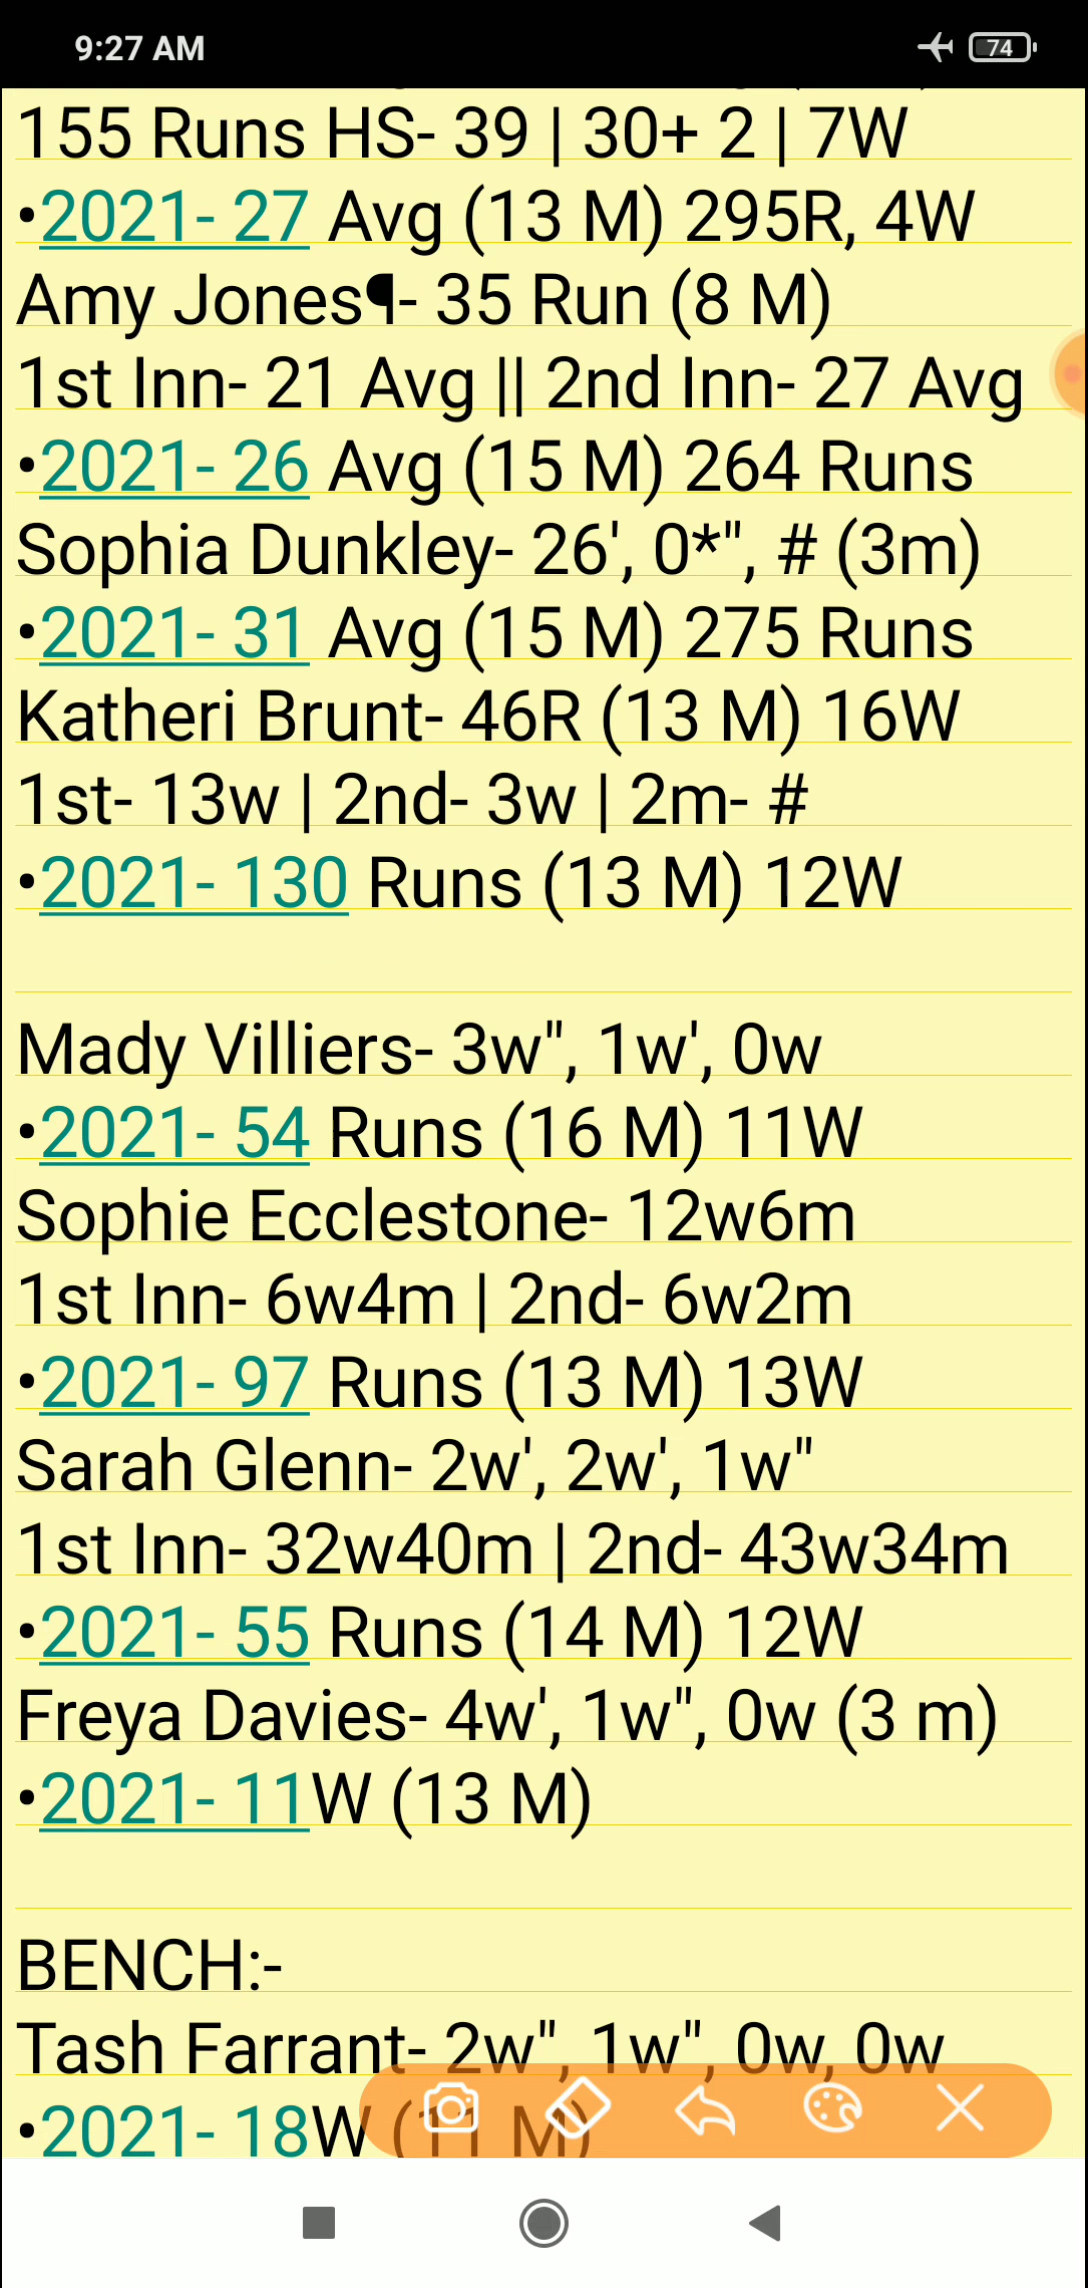 9:27 AM
74
155 Runs HS- 39 | 30+ 2 | 7W
•2021- 27 Avg (13 M) 295R, 4W
Amy Jones¶- 35 Run (8 M)
1st Inn- 21 Avg || 2nd Inn- 27 Avg
•2021- 26 Avg (15 M) 264 Runs
Sophia Dunkley- 26', 0*", # (3m)
•2021- 31 Avg (15 M) 275 Runs
Katheri Brunt- 46R (13 M) 16W
1st- 13w | 2nd- 3w | 2m- #
•2021- 130 Runs (13 M) 12W
Mady Villiers- 3w", 1w', 0w
•2021- 54 Runs (16 M) 11W
Sophie Ecclestone- 12w6m
1st Inn- 6w4m | 2nd- 6w2m
•2021- 97 Runs (13 M) 13W
Sarah Glenn- 2w', 2w', 1w"
1st Inn- 32w40m | 2nd- 43w34m
•2021- 55 Runs (14 M) 12W
Freya Davies- 4w', 1w", 0w (3 m)
•2021- 11W (13 M)
BENCH:-
Tash Farrant- 2w", 1w", 0w, 0w
•2021- 18W (11 M)